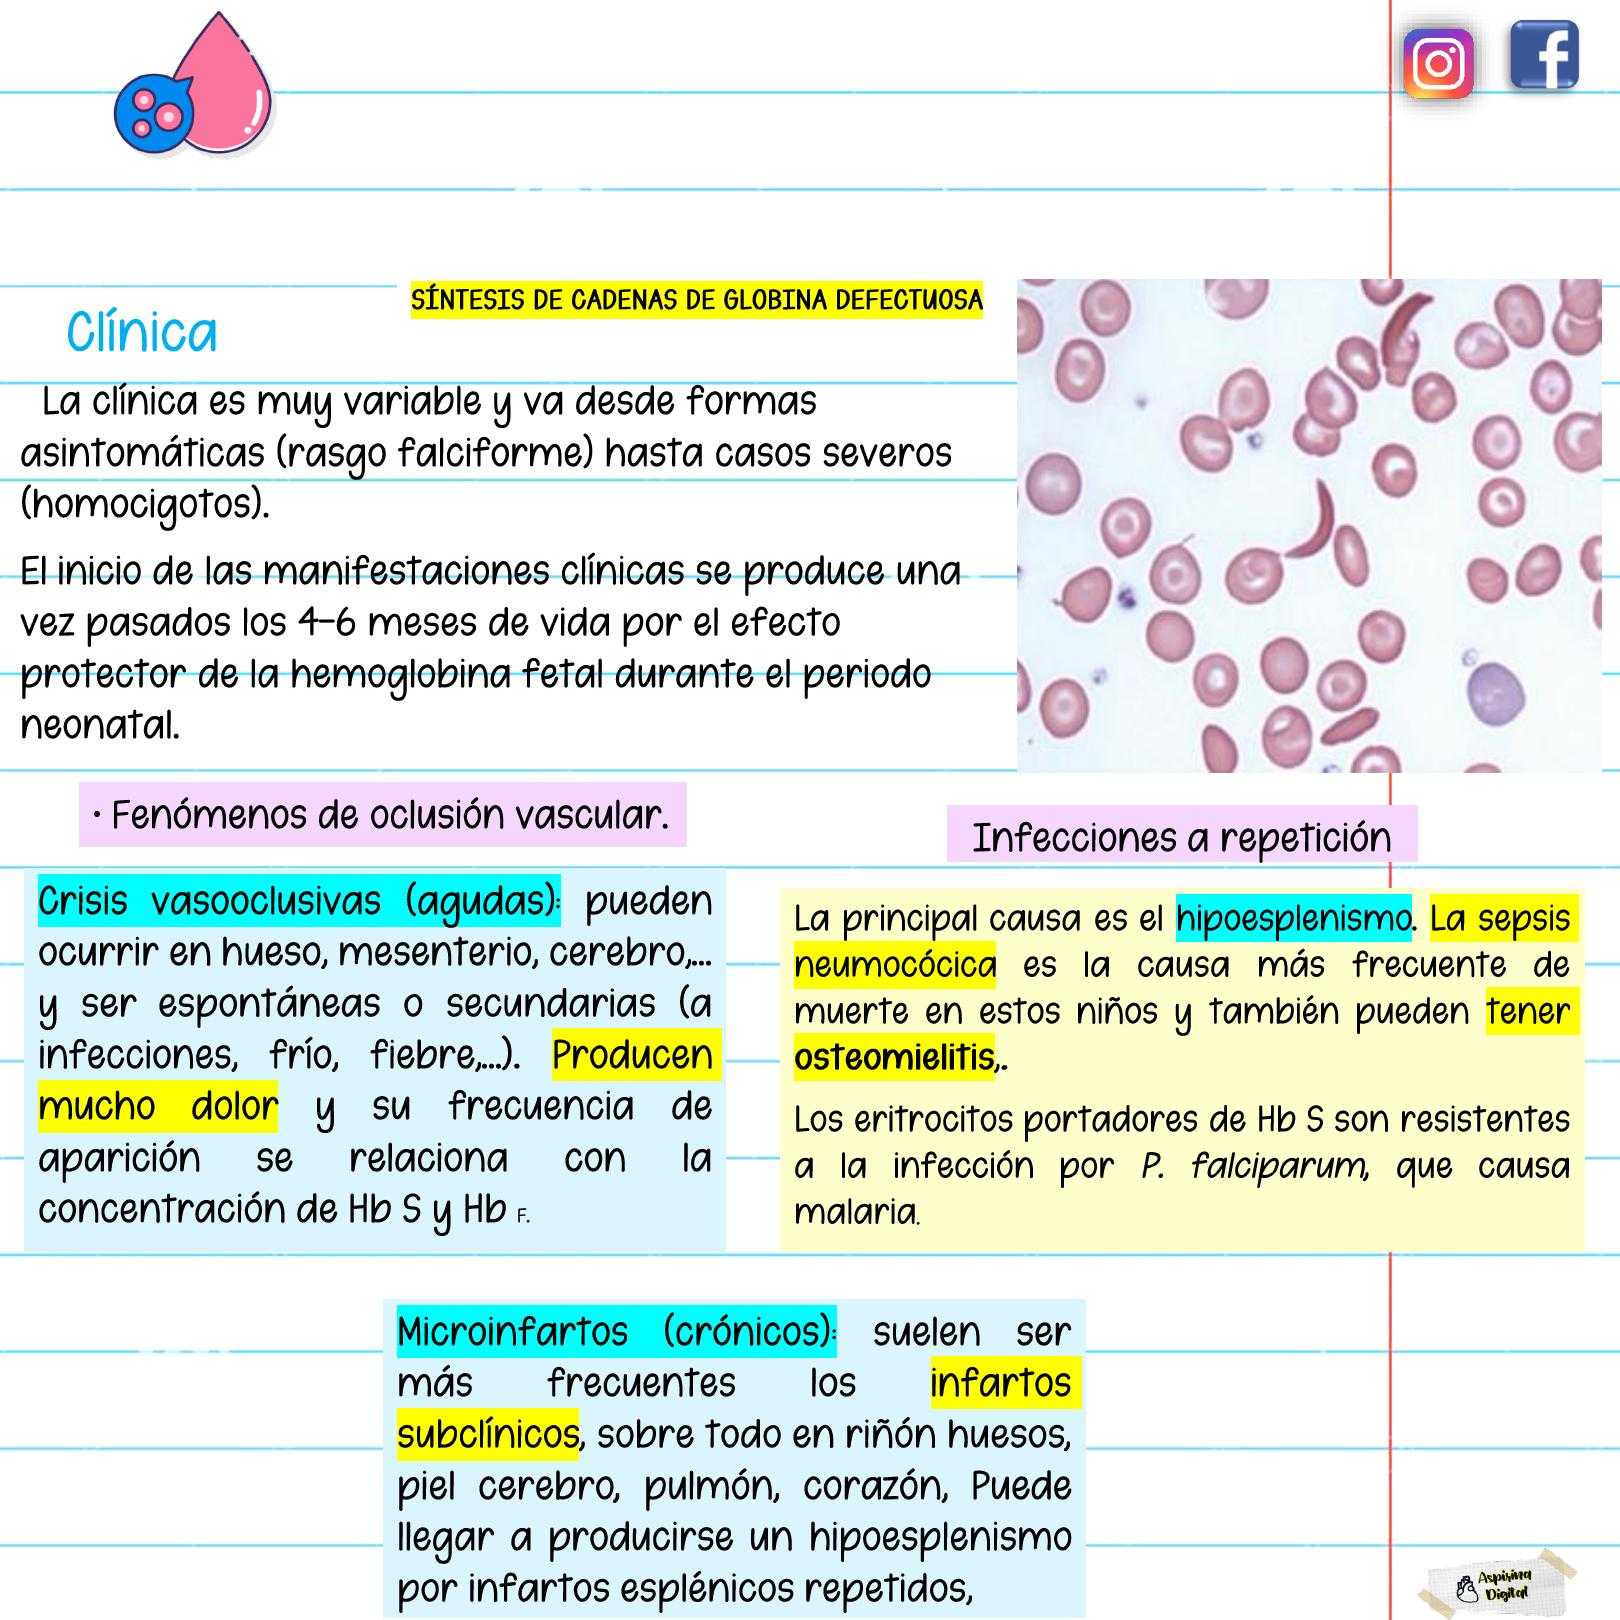 SÍNTESIS DE CADENAS DE GLOBINA DEFECTUOSA
Clínica
La clínica es muy variable y va desde formas
asintomáticas (rasgo falciforme) hasta casos severos
(homocigotos).
El inicio de las manifestaciones clínicas se produce una
vez pasados los 4-6 meses de vida por el efecto
protector de la hemoglobina fetal durante el periodo
neonatal.
• Fenómenos de oclusión vascular.
Crisis vasooclusivas (agudas): pueden
ocurrir en hueso, mesenterio, cerebro,...
y ser espontáneas o secundarias (a
infecciones, frío, fiebre,...). Producen
mucho dolor y su frecuencia de
aparición se relaciona con la
concentración de Hb S y Hb F.
Infecciones a repetición
La principal causa es el hipoesplenismo. La sepsis
neumocócica es la causa más frecuente de
muerte en estos niños y también pueden tener
osteomielitis,.
Los eritrocitos portadores de Hb S son resistentes
a la infección por P. falciparum, que causa
malaria.
Microinfartos (crónicos): suelen ser
más frecuentes los infartos
subclínicos, sobre todo en riñón huesos,
piel cerebro, pulmón, corazón, Puede
llegar a producirse un hipoesplenismo
por infartos esplénicos repetidos,
Aspirina
Digital